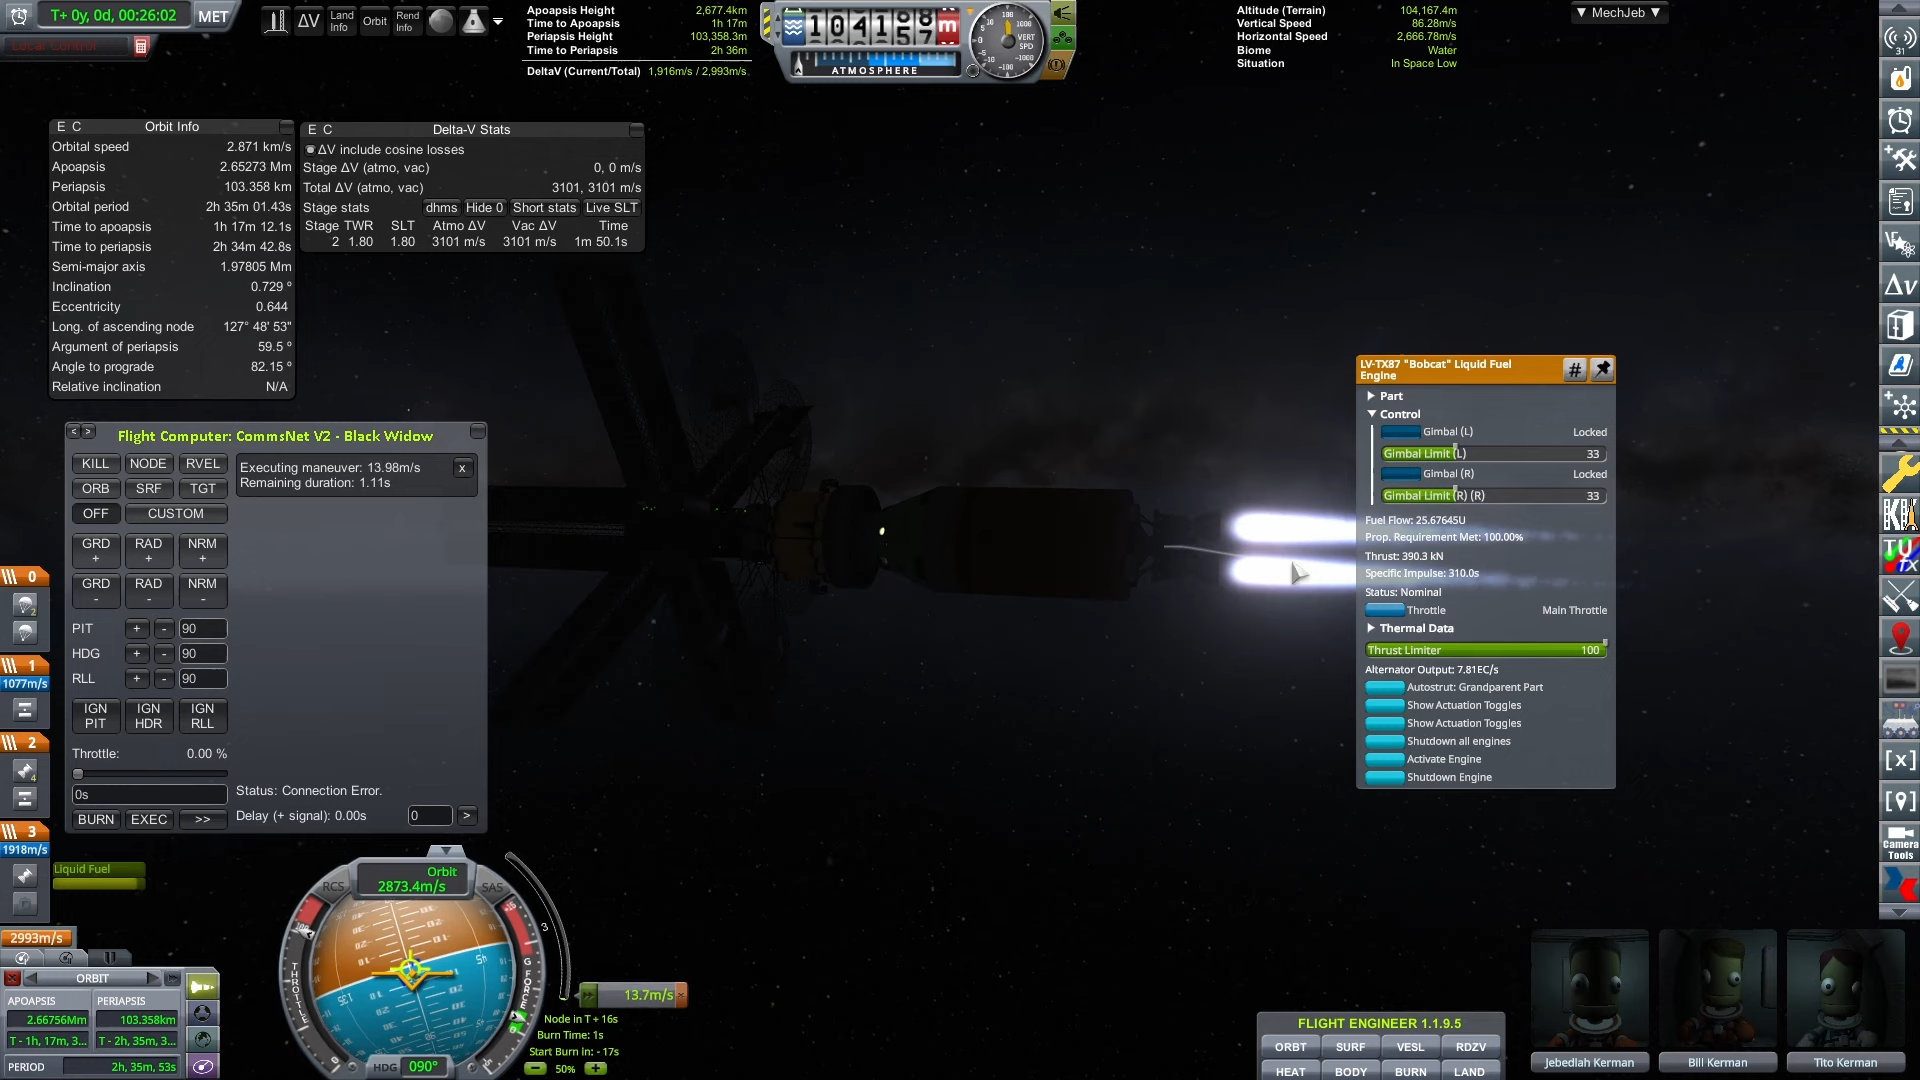 T+ 0y, 0d, 00:26:02 MET
Local Control
ΔV Land Info Orbit Rend Info
Apoapsis Height 2,677.4km
Time to Apoapsis 1h 17m
Periapsis Height 103,358.3m
Time to Periapsis 2h 36m
DeltaV (Current/Total) 1,916m/s / 2,993m/s
ATMOSPHERE
VERT SPD
Altitude (Terrain) 104,167.4m
Vertical Speed 86.28m/s
Horizontal Speed 2,666.78m/s
Biome Water
Situation In Space Low
▼ MechJeb ▼
31
E C Orbit Info
Orbital speed 2.871 km/s
Apoapsis 2.65273 Mm
Periapsis 103.358 km
Orbital period 2h 35m 01.43s
Time to apoapsis 1h 17m 12.1s
Time to periapsis 2h 34m 42.8s
Semi-major axis 1.97805 Mm
Inclination 0.729 º
Eccentricity 0.644
Long. of ascending node 127° 48' 53"
Argument of periapsis 59.5 º
Angle to prograde 82.15 º
Relative inclination N/A
E C Delta-V Stats
ΔV include cosine losses
Stage ΔV (atmo, vac) 0, 0 m/s
Total ΔV (atmo, vac) 3101, 3101 m/s
Stage stats dhms Hide 0 Short stats Live SLT
Stage TWR SLT Atmo ΔV Vac ΔV Time
2 1.80 1.80 3101 m/s 3101 m/s 1m 50.1s
LV-TX87 "Bobcat" Liquid Fuel
Engine
#
Part
Control
Gimbal (L) Locked
Gimbal Limit (L) 33
Gimbal (R) Locked
Gimbal Limit (R) (R) 33
Fuel Flow: 25.67645U
Prop. Requirement Met: 100.00%
Thrust: 390.3 kN
Specific Impulse: 310.0s
Status: Nominal
Throttle Main Throttle
Thermal Data
Thrust Limiter 100
Alternator Output: 7.81EC/s
Autostrut: Grandparent Part
Show Actuation Toggles
Show Actuation Toggles
Shutdown all engines
Activate Engine
Shutdown Engine
< > Flight Computer: CommsNet V2 - Black Widow
KILL NODE RVEL
ORB SRF TGT
OFF CUSTOM
GRD + RAD + NRM +
GRD - RAD - NRM -
PIT + - 90
HDG + - 90
RLL + - 90
IGN PIT IGN HDR IGN RLL
Throttle: 0.00 %
0s
BURN EXEC >>
Executing maneuver: 13.98m/s x
Remaining duration: 1.11s
Status: Connection Error.
Delay (+ signal): 0.00s 0 >
0
2
1
1077m/s
2
4
3
1918m/s
Liquid Fuel
2993m/s
ORBIT
APOAPSIS PERIAPSIS
2.66756Mm 103.358km
T - 1h, 17m, 3... T - 2h, 35m, 3...
PERIOD 2h, 35m, 53s
RCS Orbit SAS
2873.4m/s
THROTTLE
G FORCE
HDG 090°
3
13.7m/s
Node in T + 16s
Burn Time: 1s
Start Burn in: - 17s
50%
FLIGHT ENGINEER 1.1.9.5
ORBT SURF VESL RDZV
HEAT BODY BURN LAND
Jebediah Kerman Bill Kerman Tito Kerman
Δv
[x]
Camera Tools